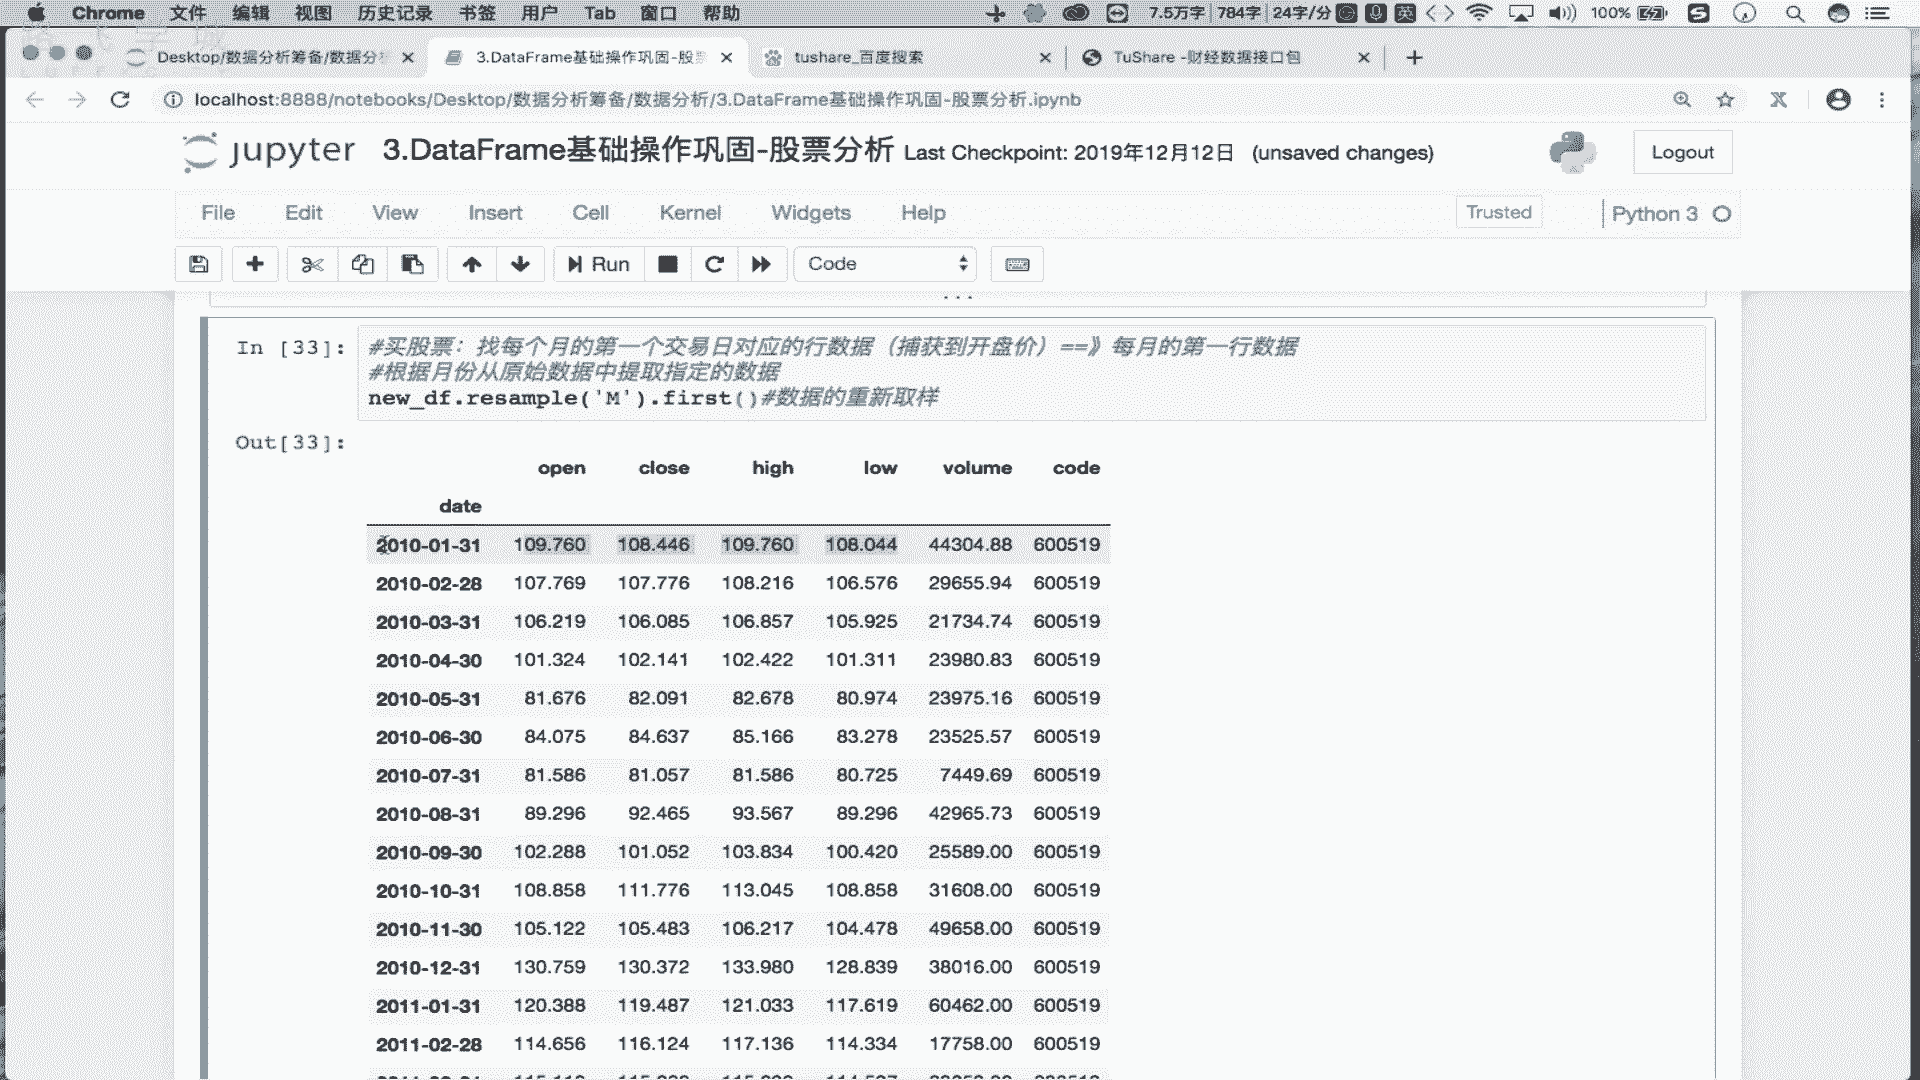 Chrome 文件 编辑 视图 历史记录 书签 用户 Tab 窗口 帮助 7.5万字 784字 24字/分 英 100%
Desktop/数据分析筹备/数据分析 3.DataFrame基础操作巩固-股票 tushare_百度搜索 TuShare -财经数据接口包
localhost:8888/notebooks/Desktop/数据分析筹备/数据分析/3.DataFrame基础操作巩固-股票分析.ipynb
jupyter 3.DataFrame基础操作巩固-股票分析 Last Checkpoint: 2019年12月12日 (unsaved changes) Logout
File Edit View Insert Cell Kernel Widgets Help Trusted Python 3
Run Code
In [33]: #买股票：找每个月的第一个交易日对应的行数据（捕获到开盘价）==》每月的第一行数据
#根据月份从原始数据中提取指定的数据
new_df.resample('M').first()#数据的重新取样
Out[33]:
open close high low volume code
date
2010-01-31 109.760 108.446 109.760 108.044 44304.88 600519
2010-02-28 107.769 107.776 108.216 106.576 29655.94 600519
2010-03-31 106.219 106.085 106.857 105.925 21734.74 600519
2010-04-30 101.324 102.141 102.422 101.311 23980.83 600519
2010-05-31 81.676 82.091 82.678 80.974 23975.16 600519
2010-06-30 84.075 84.637 85.166 83.278 23525.57 600519
2010-07-31 81.586 81.057 81.586 80.725 7449.69 600519
2010-08-31 89.296 92.465 93.567 89.296 42965.73 600519
2010-09-30 102.288 101.052 103.834 100.420 25589.00 600519
2010-10-31 108.858 111.776 113.045 108.858 31608.00 600519
2010-11-30 105.122 105.483 106.217 104.478 49658.00 600519
2010-12-31 130.759 130.372 133.980 128.839 38016.00 600519
2011-01-31 120.388 119.487 121.033 117.619 60462.00 600519
2011-02-28 114.656 116.124 117.136 114.334 17758.00 600519